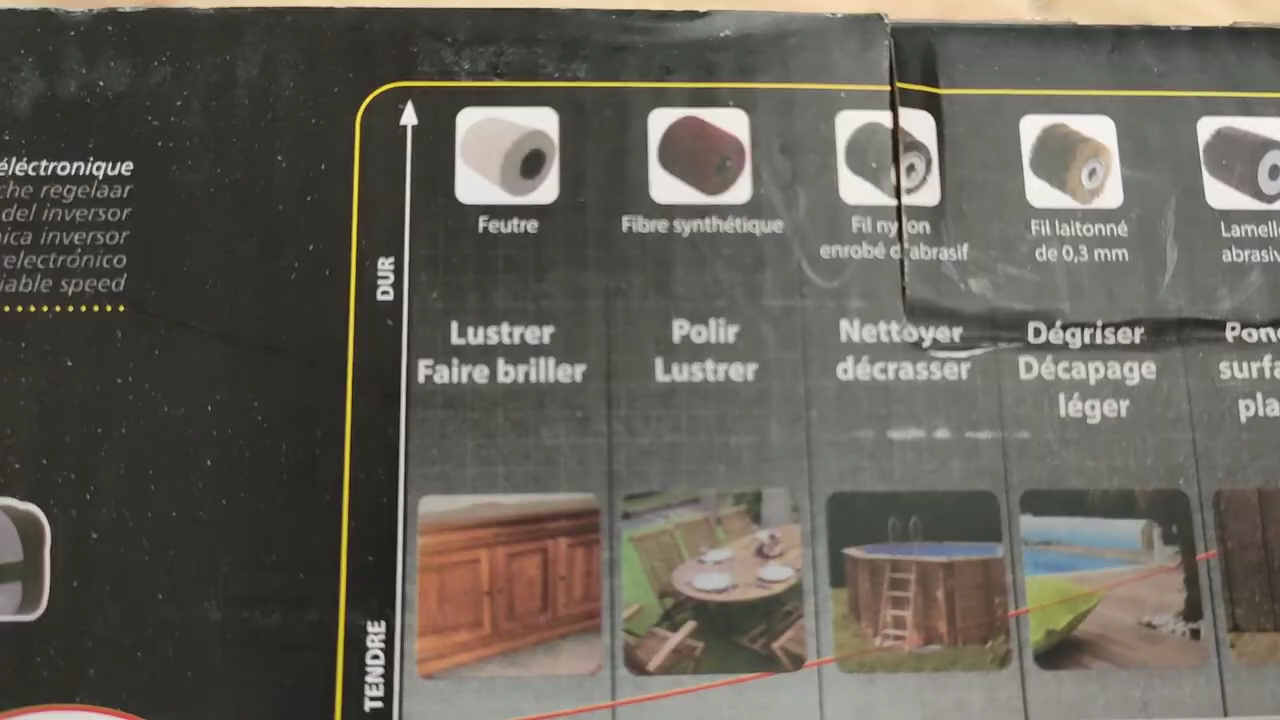 éléctronique
che regelaar
del inversor
nica inversor
electrónico
iable speed
DUR
TENDRE
Feutre
Fibre synthétique
Fil nylon
enrobé d'abrasif
Fil laitonné
de 0,3 mm
Lamelle
abrasiv
Lustrer
Faire briller
Polir
Lustrer
Nettoyer
décrasser
Dégriser
Décapage
léger
Pon
surfa
pla